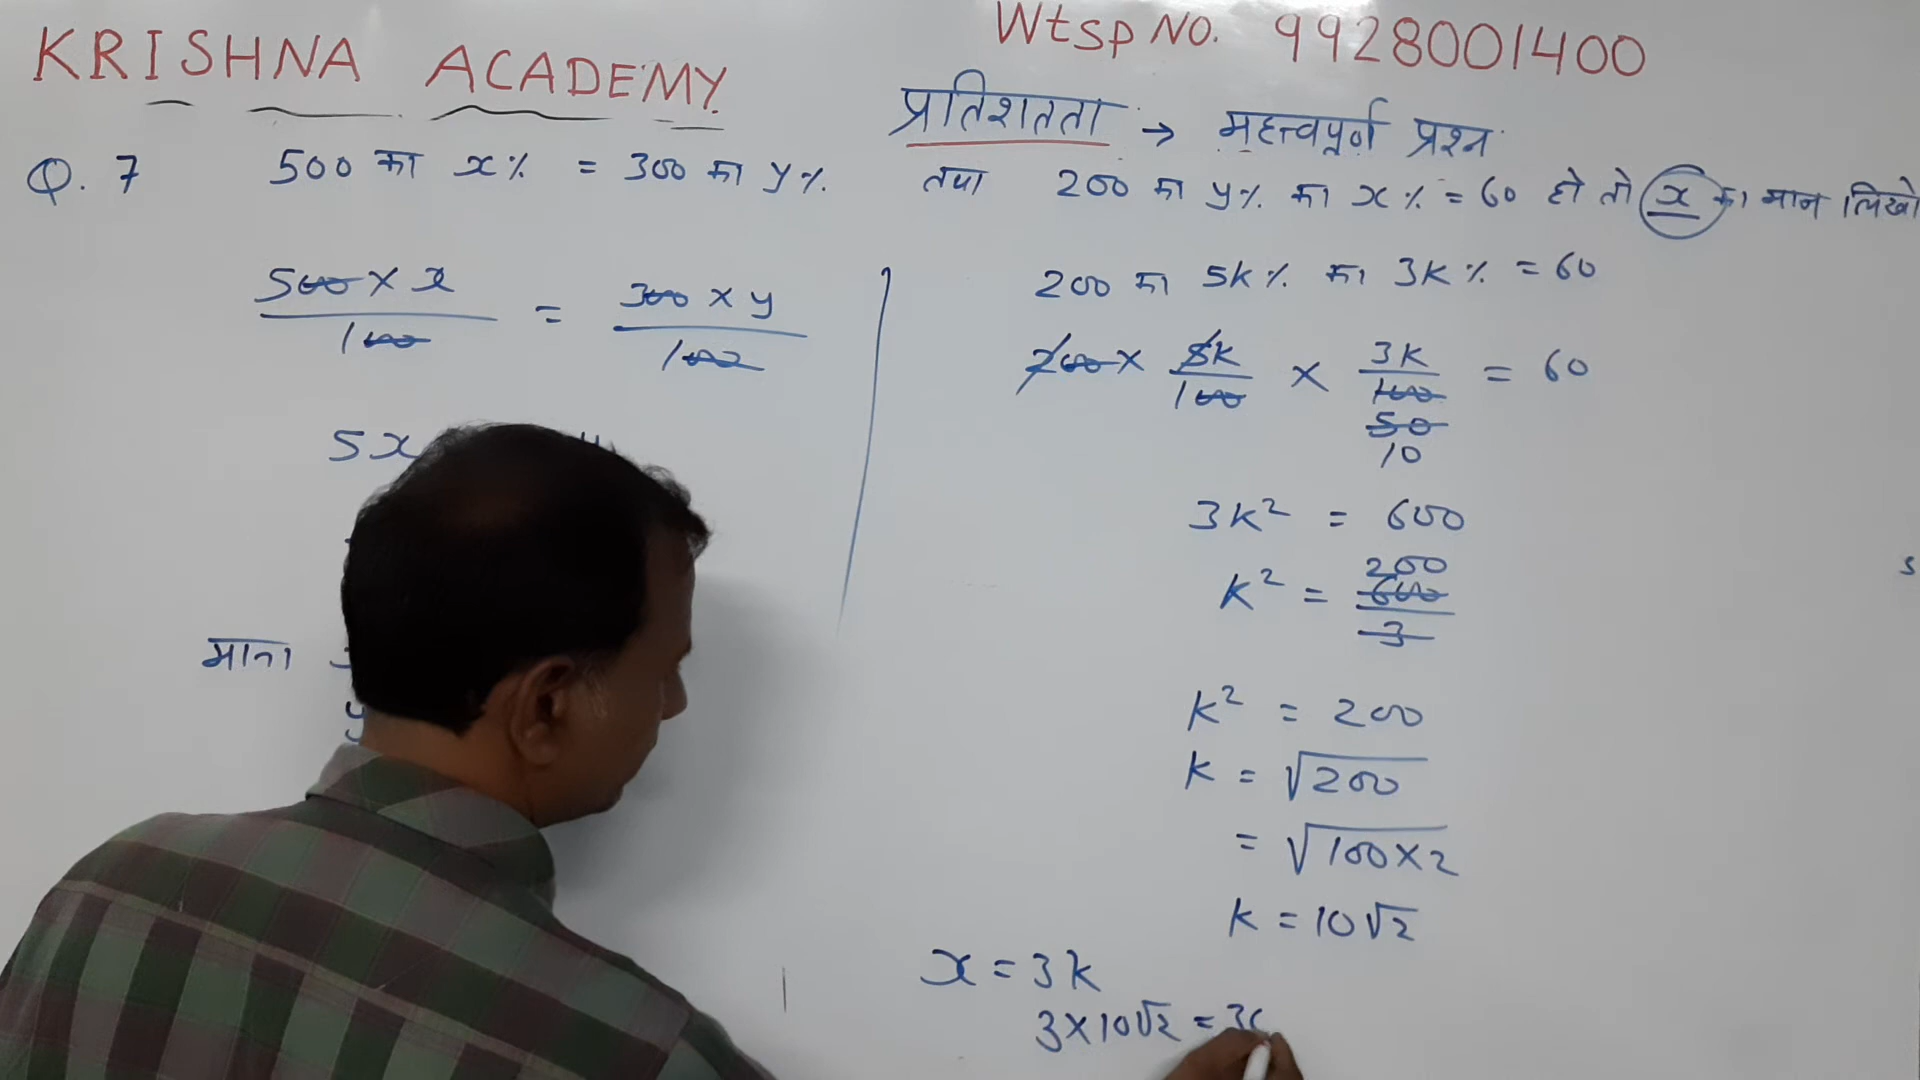 KRISHNA ACADEMY
Wtsp NO. 9928001400
प्रतिशतता → महत्त्वपूर्ण प्रश्न
Q. 7 500 का x% = 300 का y% तथा 200 का y% का x% = 60 हो तो x का मान लिखो
500 × x / 100 = 300 × y / 100
5x
माना
y
200 का 5k% का 3k% = 60
200 × 5k/100 × 3k/100 = 60
50
10
3k² = 600
200
k² = 600/3
k² = 200
k = √200
= √100×2
k = 10√2
x = 3k
3×10√2 = 30